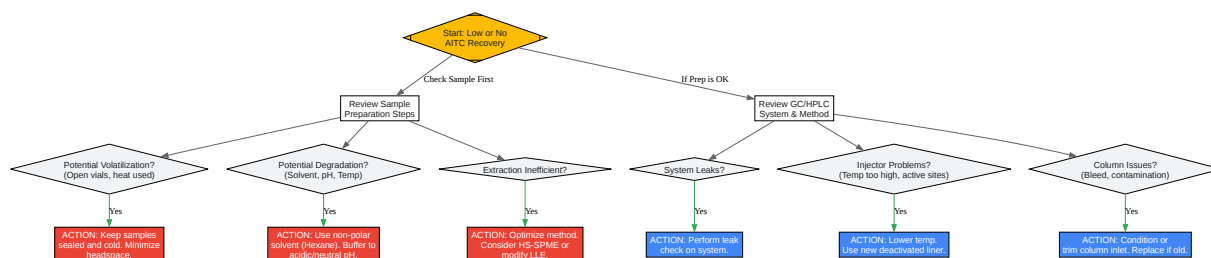 Start: Low or No
AITC Recovery
Check Sample First
If Prep is OK
Review Sample
Preparation Steps
Review GC/HPLC
System & Method
Potential Volatilization?
(Open vials, heat used)
Potential Degradation?
(Solvent, pH, Temp)
Extraction Inefficient?
System Leaks?
Injector Problems?
(Temp too high, active sites)
Column Issues?
(Bleed, contamination)
Yes
Yes
Yes
Yes
Yes
Yes
ACTION: Keep samples
sealed and cold. Minimize
headspace.
ACTION: Use non-polar
solvent (Hexane). Buffer to
acidic/neutral pH.
ACTION: Optimize method.
Consider HS-SPME or
modify LLE.
ACTION: Perform leak
check on system.
ACTION: Lower temp.
Use new deactivated liner.
ACTION: Condition or
trim column inlet. Replace if old.